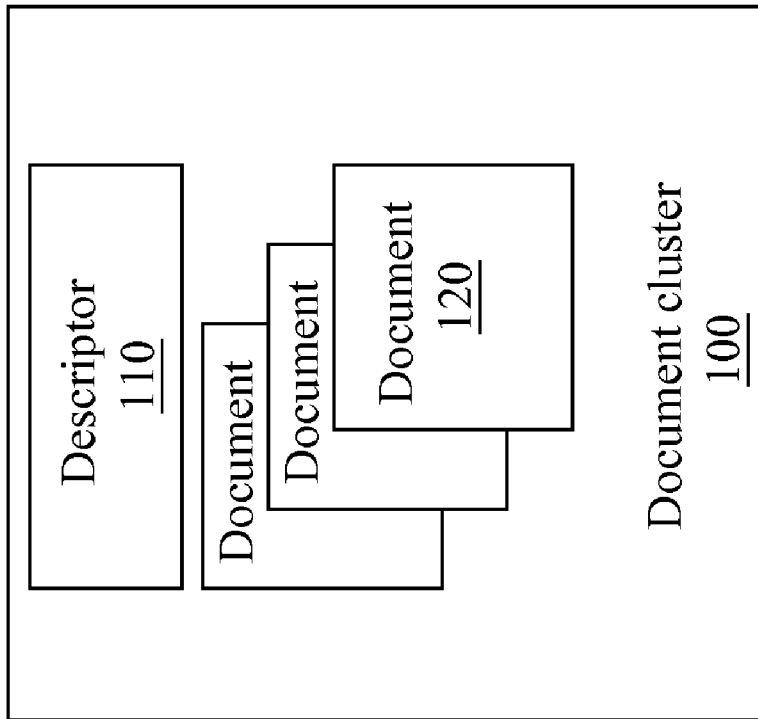 Descriptor
110
Document
Document
Document
120
Document cluster
100